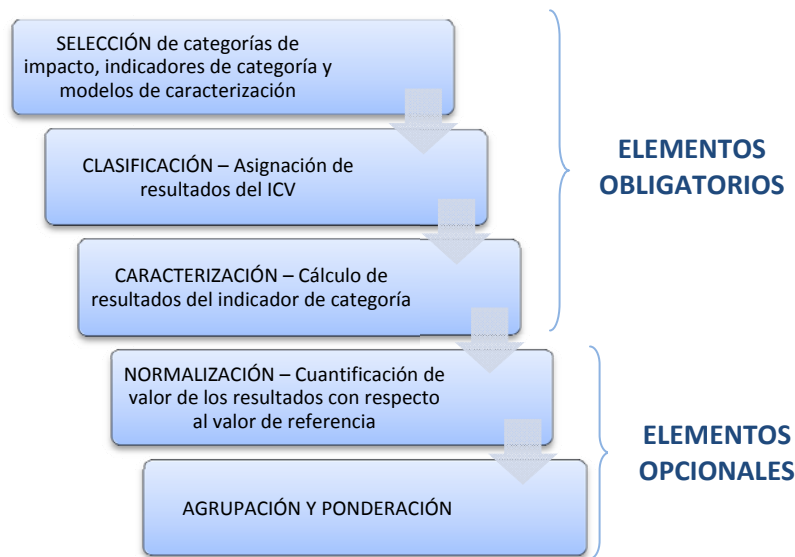 SELECCIÓN de categorías de
impacto, indicadores de categoría y
modelos de caracterización
CLASIFICACIÓN – Asignación de
resultados del ICV
CARACTERIZACIÓN – Cálculo de
resultados del indicador de categoría
ELEMENTOS
OBLIGATORIOS
NORMALIZACIÓN – Cuantificación de
valor de los resultados con respecto
al valor de referencia
AGRUPACIÓN Y PONDERACIÓN
ELEMENTOS
OPCIONALES